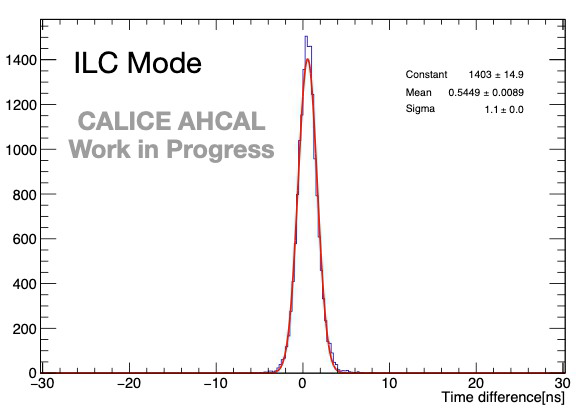 ILC Mode
CALICE AHCAL
Work in Progress
Constant 1403 ± 14.9
Mean 0.5449 ± 0.0089
Sigma 1.1 ± 0.0
1400
1200
1000
800
600
400
200
0
−30 −20 −10 0 10 20 30
Time difference[ns]